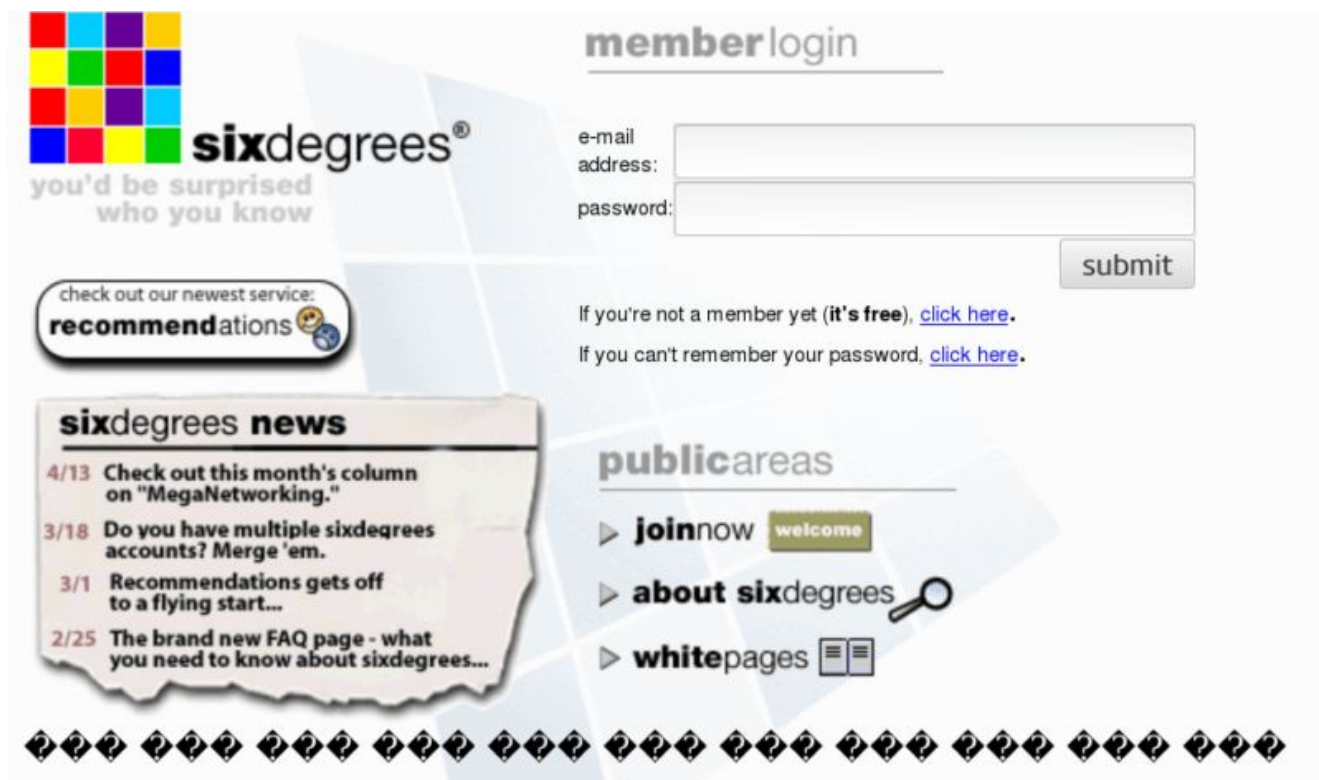 sixdegrees®
you'd be surprised
who you know
check out our newest service:
recommendations
sixdegrees news
4/13 Check out this month's column
on "MegaNetworking."
3/18 Do you have multiple sixdegrees
accounts? Merge 'em.
3/1 Recommendations gets off
to a flying start...
2/25 The brand new FAQ page - what
you need to know about sixdegrees...
memberlogin
e-mail
address:
password:
submit
If you're not a member yet (it's free), click here.
If you can't remember your password, click here.
publicareas
joinnow welcome
about sixdegrees
whitepages
��� ��� ��� ��� ��� ��� ��� ��� ��� ��� ���